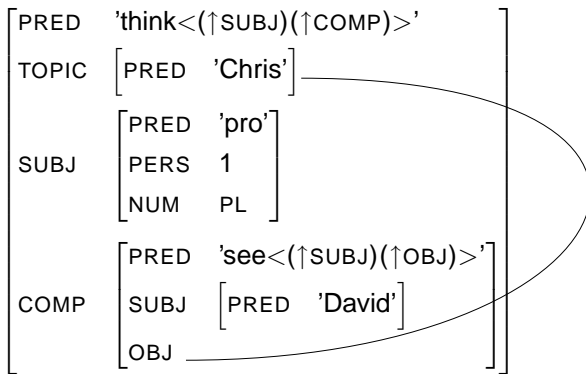 PRED 'think<(↑SUBJ)(↑COMP)>'
TOPIC PRED 'Chris'
PRED 'pro'
SUBJ PERS 1
NUM PL
PRED 'see<(↑SUBJ)(↑OBJ)>'
COMP SUBJ PRED 'David'
OBJ